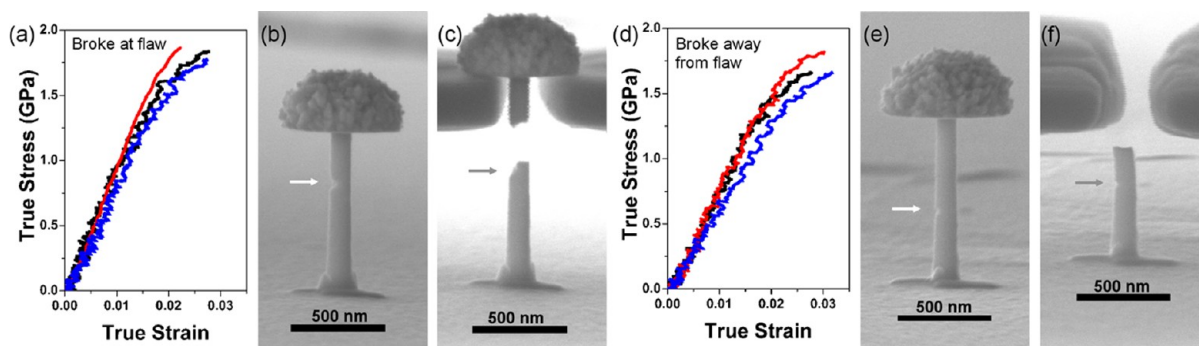 (a)
Broke at flaw
2.0
1.5
1.0
0.5
0.0
0.00 0.01 0.02 0.03
True Stress (GPa)
True Strain
(b)
500 nm
(c)
500 nm
(d)
Broke away
from flaw
2.0
1.5
1.0
0.5
0.0
0.00 0.01 0.02 0.03
True Stress (GPa)
True Strain
(e)
500 nm
(f)
500 nm